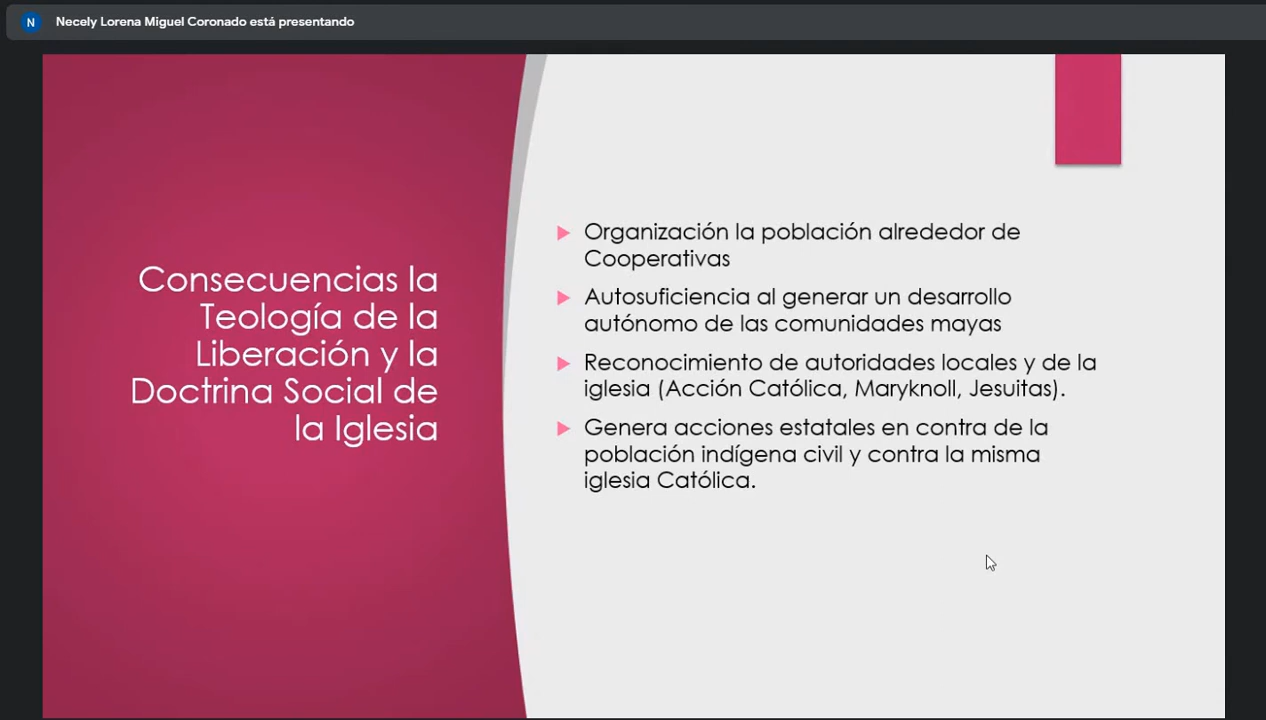 N
Necely Lorena Miguel Coronado está presentando
Consecuencias la
Teología de la
Liberación y la
Doctrina Social de
la Iglesia
Organización la población alrededor de
Cooperativas
Autosuficiencia al generar un desarrollo
autónomo de las comunidades mayas
Reconocimiento de autoridades locales y de la
iglesia (Acción Católica, Maryknoll, Jesuitas).
Genera acciones estatales en contra de la
población indígena civil y contra la misma
iglesia Católica.